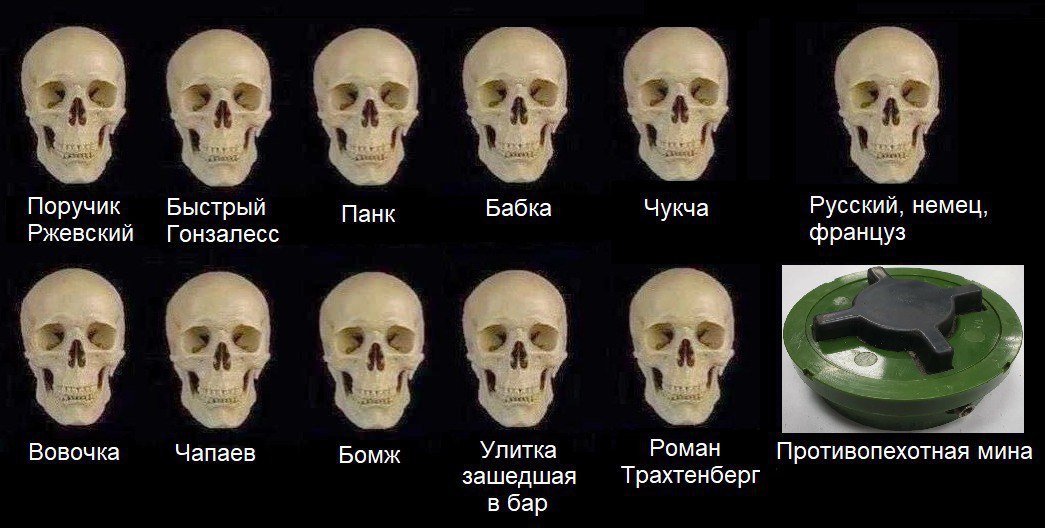 Поручик
Ржевский
Быстрый
Гонзалесс
Панк
Бабка
Чукча
Русский, немец,
француз
Вовочка
Чапаев
Бомж
Улитка
зашедшая
в бар
Роман
Трахтенберг
Противопехотная мина